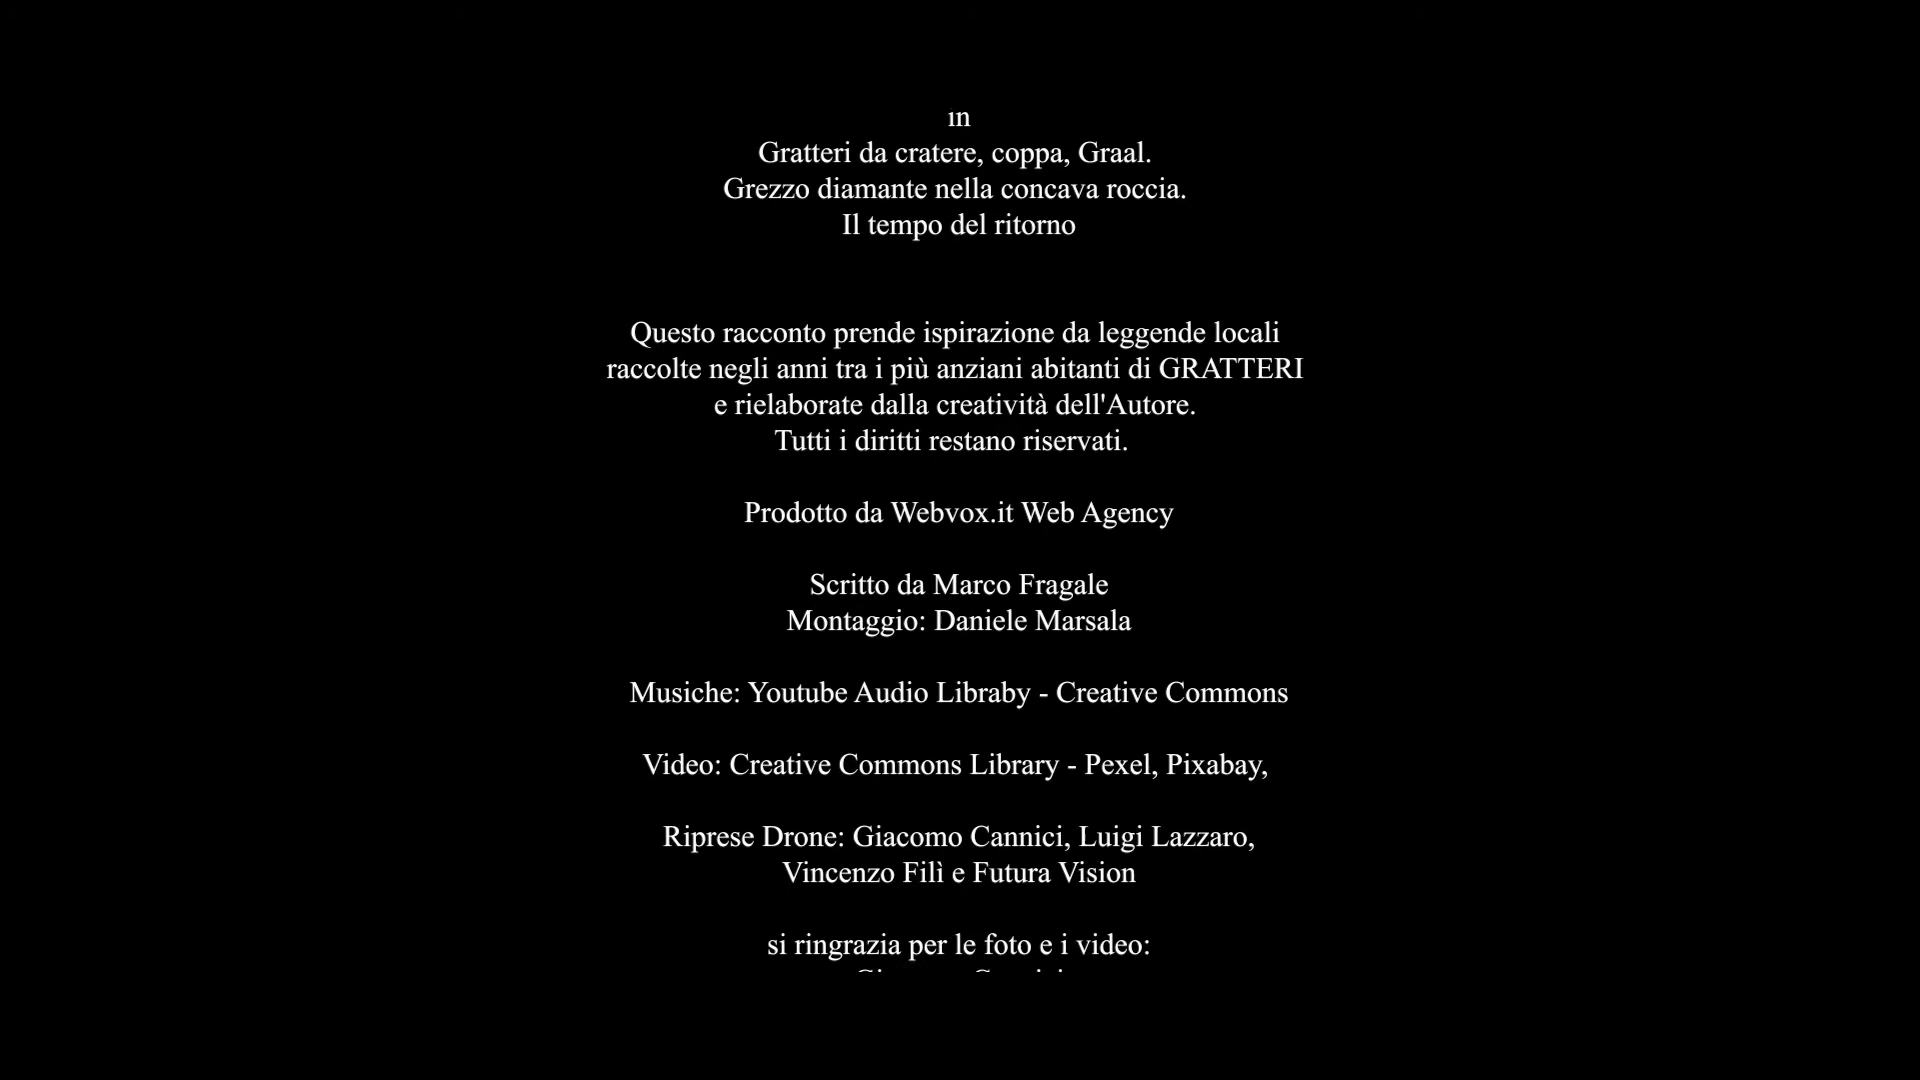 in
Gratteri da cratere, coppa, Graal.
Grezzo diamante nella concava roccia.
Il tempo del ritorno
Questo racconto prende ispirazione da leggende locali
raccolte negli anni tra i più anziani abitanti di GRATTERI
e rielaborate dalla creatività dell'Autore.
Tutti i diritti restano riservati.
Prodotto da Webvox.it Web Agency
Scritto da Marco Fragale
Montaggio: Daniele Marsala
Musiche: Youtube Audio Libraby - Creative Commons
Video: Creative Commons Library - Pexel, Pixabay,
Riprese Drone: Giacomo Cannici, Luigi Lazzaro,
Vincenzo Filì e Futura Vision
si ringrazia per le foto e i video: